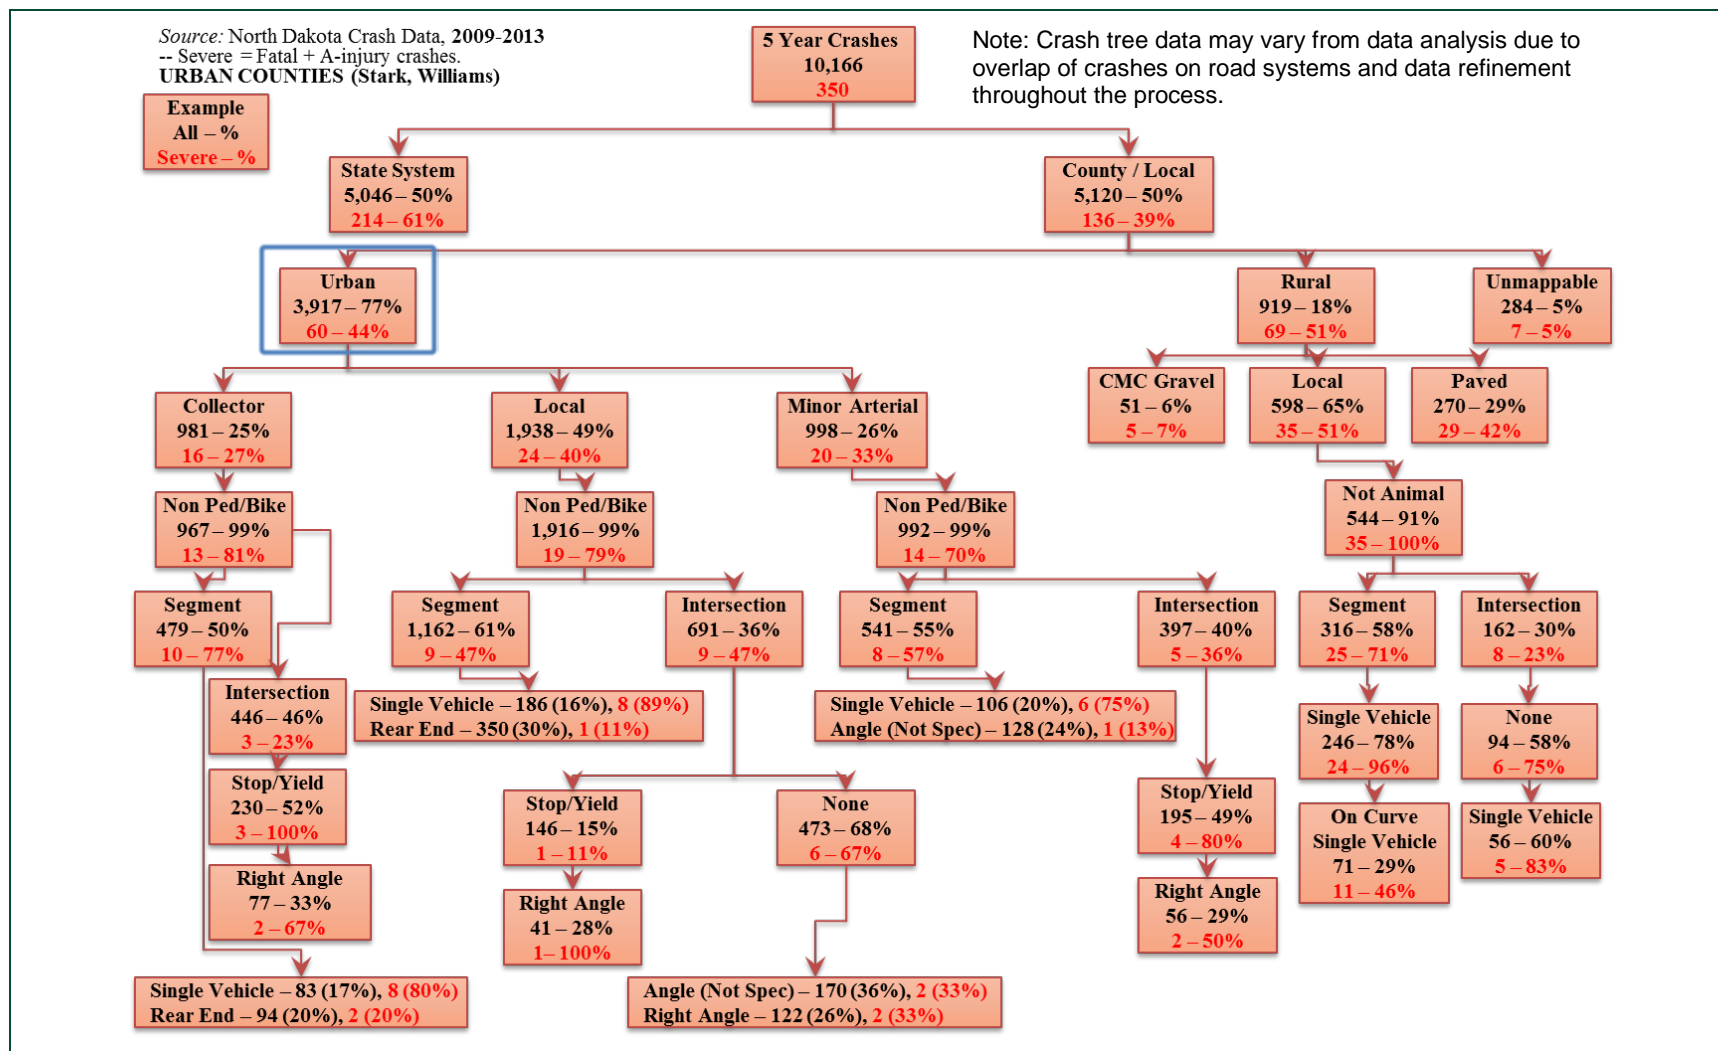 Source: North Dakota Crash Data, 2009-2013
-- Severe = Fatal + A-injury crashes.
URBAN COUNTIES (Stark, Williams)
Example
All – %
Severe – %
5 Year Crashes
10,166
350
Note: Crash tree data may vary from data analysis due to
overlap of crashes on road systems and data refinement
throughout the process.
State System
5,046 – 50%
214 – 61%
County / Local
5,120 – 50%
136 – 39%
Urban
3,917 – 77%
60 – 44%
Rural
919 – 18%
69 – 51%
Unmappable
284 – 5%
7 – 5%
Collector
981 – 25%
16 – 27%
Local
1,938 – 49%
24 – 40%
Minor Arterial
998 – 26%
20 – 33%
CMC Gravel
51 – 6%
5 – 7%
Local
598 – 65%
35 – 51%
Paved
270 – 29%
29 – 42%
Non Ped/Bike
967 – 99%
13 – 81%
Non Ped/Bike
1,916 – 99%
19 – 79%
Non Ped/Bike
992 – 99%
14 – 70%
Not Animal
544 – 91%
35 – 100%
Segment
479 – 50%
10 – 77%
Segment
1,162 – 61%
9 – 47%
Intersection
691 – 36%
9 – 47%
Segment
541 – 55%
8 – 57%
Intersection
397 – 40%
5 – 36%
Segment
316 – 58%
25 – 71%
Intersection
162 – 30%
8 – 23%
Intersection
446 – 46%
3 – 23%
Single Vehicle – 186 (16%), 8 (89%)
Rear End – 350 (30%), 1 (11%)
Single Vehicle – 106 (20%), 6 (75%)
Angle (Not Spec) – 128 (24%), 1 (13%)
Single Vehicle
246 – 78%
24 – 96%
None
94 – 58%
6 – 75%
Stop/Yield
230 – 52%
3 – 100%
Stop/Yield
146 – 15%
1 – 11%
None
473 – 68%
6 – 67%
Stop/Yield
195 – 49%
4 – 80%
On Curve
Single Vehicle
71 – 29%
11 – 46%
Single Vehicle
56 – 60%
5 – 83%
Right Angle
77 – 33%
2 – 67%
Right Angle
41 – 28%
1– 100%
Right Angle
56 – 29%
2 – 50%
Single Vehicle – 83 (17%), 8 (80%)
Rear End – 94 (20%), 2 (20%)
Angle (Not Spec) – 170 (36%), 2 (33%)
Right Angle – 122 (26%), 2 (33%)